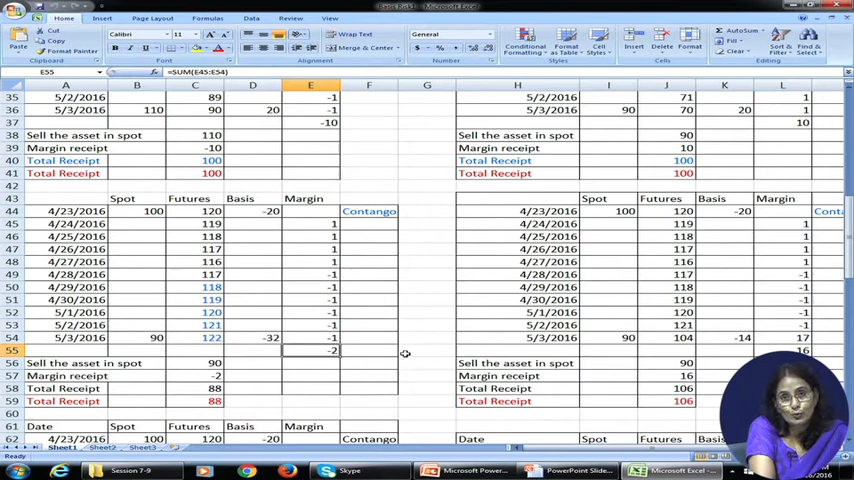 Basis Risk1 - Microsoft Excel
Home Insert Page Layout Formulas Data Review View
Cut
Copy
Paste Format Painter
Clipboard
Calibri 11
Font
Wrap Text
Merge & Center
Alignment
General
Number
Conditional Formatting Format as Table Cell Styles
Styles
Insert Delete Format
Cells
AutoSum
Fill
Clear
Sort & Filter Find & Select
Editing
E55 fx =SUM(E45:E54)
A B C D E F G H I J K L
35 5/2/2016 89 -1 5/2/2016 71 1
36 5/3/2016 110 90 20 -1 5/3/2016 90 70 20 1
37 -10 10
38 Sell the asset in spot 110 Sell the asset in spot 90
39 Margin receipt -10 Margin receipt 10
40 Total Receipt 100 Total Receipt 100
41 Total Receipt 100 Total Receipt 100
42
43 Spot Futures Basis Margin Spot Futures Basis Margin
44 4/23/2016 100 120 -20 Contango 4/23/2016 100 120 -20 Conta
45 4/24/2016 119 1 4/24/2016 119 1
46 4/25/2016 118 1 4/25/2016 118 1
47 4/26/2016 117 1 4/26/2016 117 1
48 4/27/2016 116 1 4/27/2016 116 1
49 4/28/2016 117 -1 4/28/2016 117 -1
50 4/29/2016 118 -1 4/29/2016 118 -1
51 4/30/2016 119 -1 4/30/2016 119 -1
52 5/1/2016 120 -1 5/1/2016 120 -1
53 5/2/2016 121 -1 5/2/2016 121 -1
54 5/3/2016 90 122 -32 -1 5/3/2016 90 104 -14 17
55 -2 16
56 Sell the asset in spot 90 Sell the asset in spot 90
57 Margin receipt -2 Margin receipt 16
58 Total Receipt 88 Total Receipt 106
59 Total Receipt 88 Total Receipt 106
60
61 Date Spot Futures Basis Margin Date Spot Futures Basis
62 4/23/2016 100 120 -20 Contango 4/23/2016 100 120 -20
Sheet1 Sheet2 Sheet3
Ready
Session 7-9 Skype Microsoft Power... PowerPoint Slide... Microsoft Excel -...